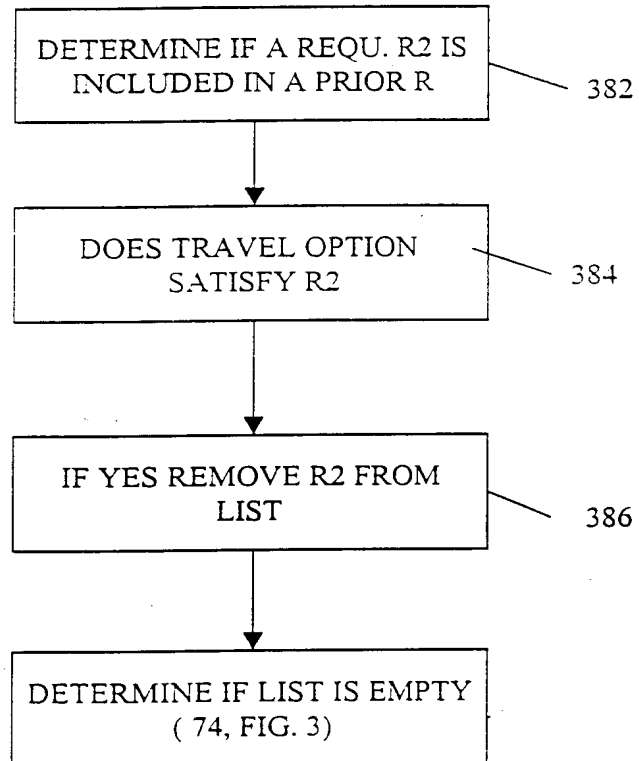 DETERMINE IF A REQU. R2 IS
INCLUDED IN A PRIOR R
382
DOES TRAVEL OPTION
SATISFY R2
384
IF YES REMOVE R2 FROM
LIST
386
DETERMINE IF LIST IS EMPTY
( 74, FIG. 3)